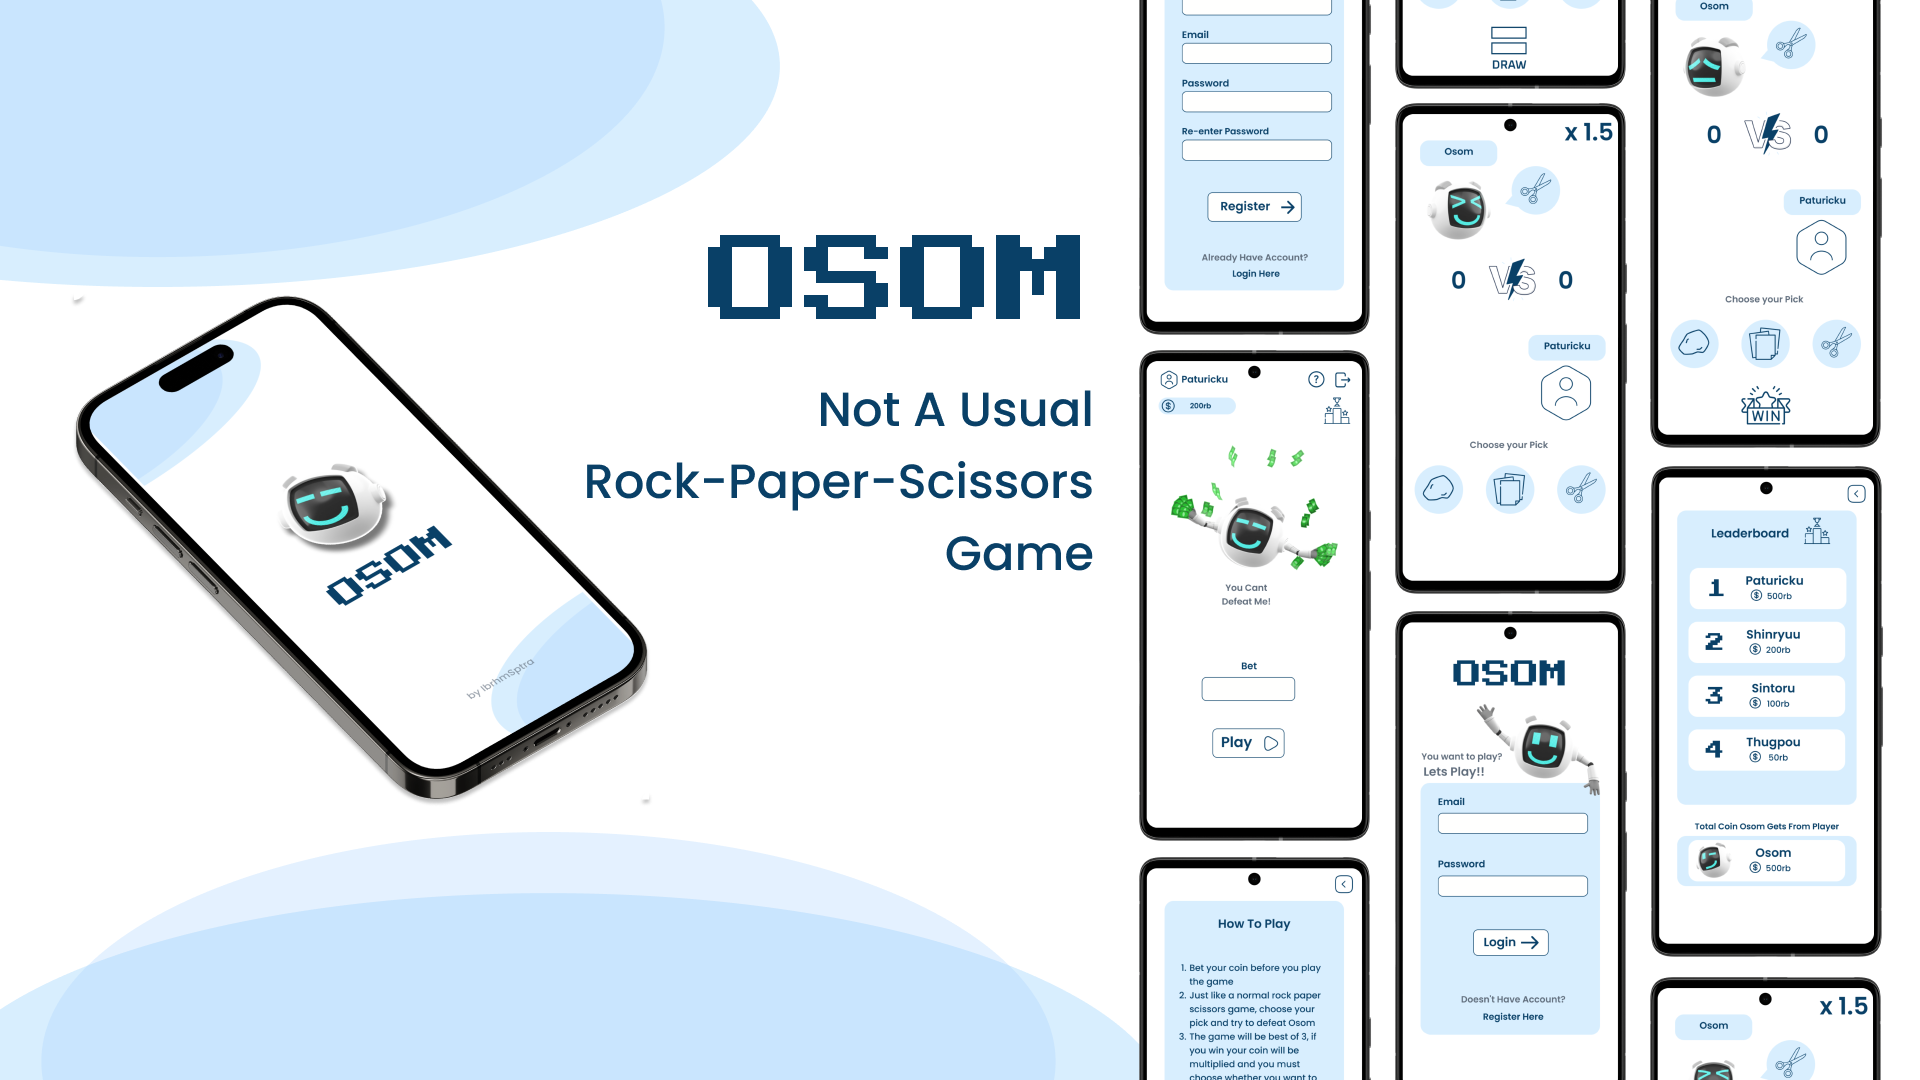 OSOM
Not A Usual
Rock-Paper-Scissors
Game
OSOM
by IbrhmSptra
Email
Password
Re-enter Password
Register
Already Have Account?
Login Here
Paturicku
?
$ 200rb
You Cant
Defeat Me!
Bet
Play
How To Play
1. Bet your coin before you play
the game
2. Just like a normal rock paper
scissors game, choose your
pick and try to defeat Osom
3. The game will be best of 3, if
you win your coin will be
multiplied and you must
choose whether you want to
DRAW
x 1.5
Osom
0 VS 0
Paturicku
Choose your Pick
OSOM
You want to play?
Lets Play!!
Email
Password
Login
Doesn't Have Account?
Register Here
Osom
0 VS 0
Paturicku
Choose your Pick
WIN
Leaderboard
1 Paturicku
$ 500rb
2 Shinryuu
$ 200rb
3 Sintoru
$ 100rb
4 Thugpou
$ 50rb
Total Coin Osom Gets From Player
Osom
$ 500rb
x 1.5
Osom